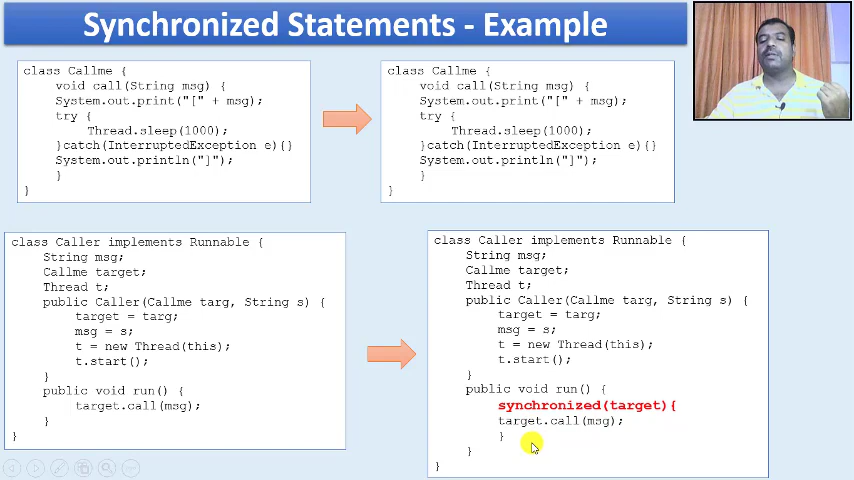 Synchronized Statements - Example
class Callme {
void call(String msg) {
System.out.print("[" + msg);
try {
Thread.sleep(1000);
}catch(InterruptedException e){}
System.out.println("]");
}
}
class Callme {
void call(String msg) {
System.out.print("[" + msg);
try {
Thread.sleep(1000);
}catch(InterruptedException e){}
System.out.println("]");
}
}
class Caller implements Runnable {
String msg;
Callme target;
Thread t;
public Caller(Callme targ, String s) {
target = targ;
msg = s;
t = new Thread(this);
t.start();
}
public void run() {
target.call(msg);
}
}
class Caller implements Runnable {
String msg;
Callme target;
Thread t;
public Caller(Callme targ, String s) {
target = targ;
msg = s;
t = new Thread(this);
t.start();
}
public void run() {
synchronized(target){
target.call(msg);
}
}
}